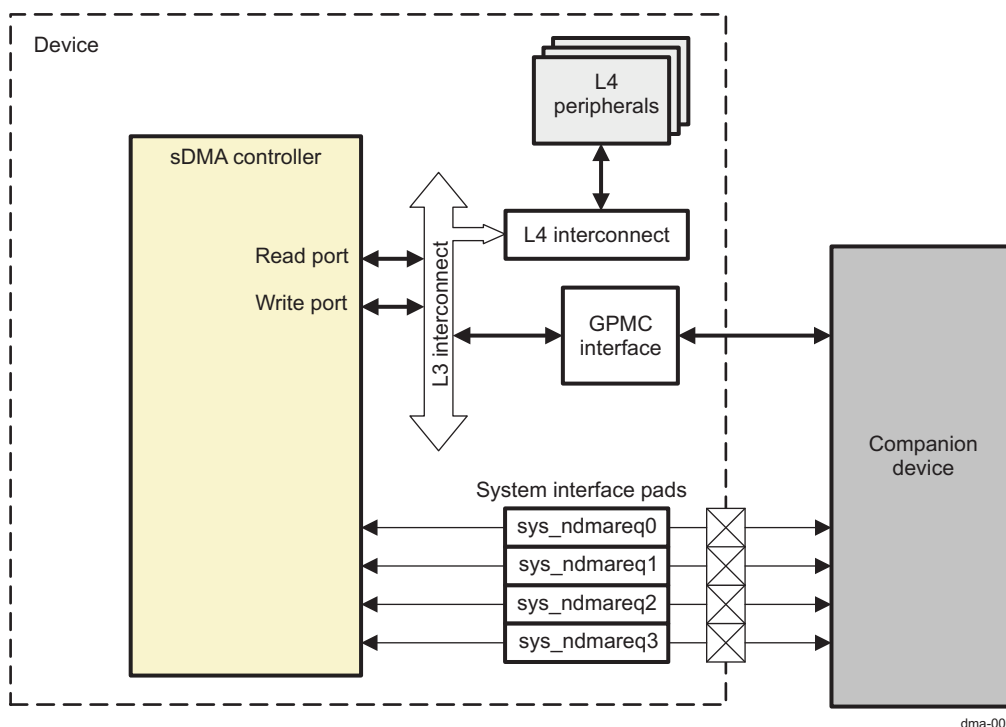 Device
L4
peripherals
sDMA controller
L4 interconnect
Read port
Write port
L3 interconnect
GPMC
interface
Companion
device
System interface pads
sys_ndmareq0
sys_ndmareq1
sys_ndmareq2
sys_ndmareq3